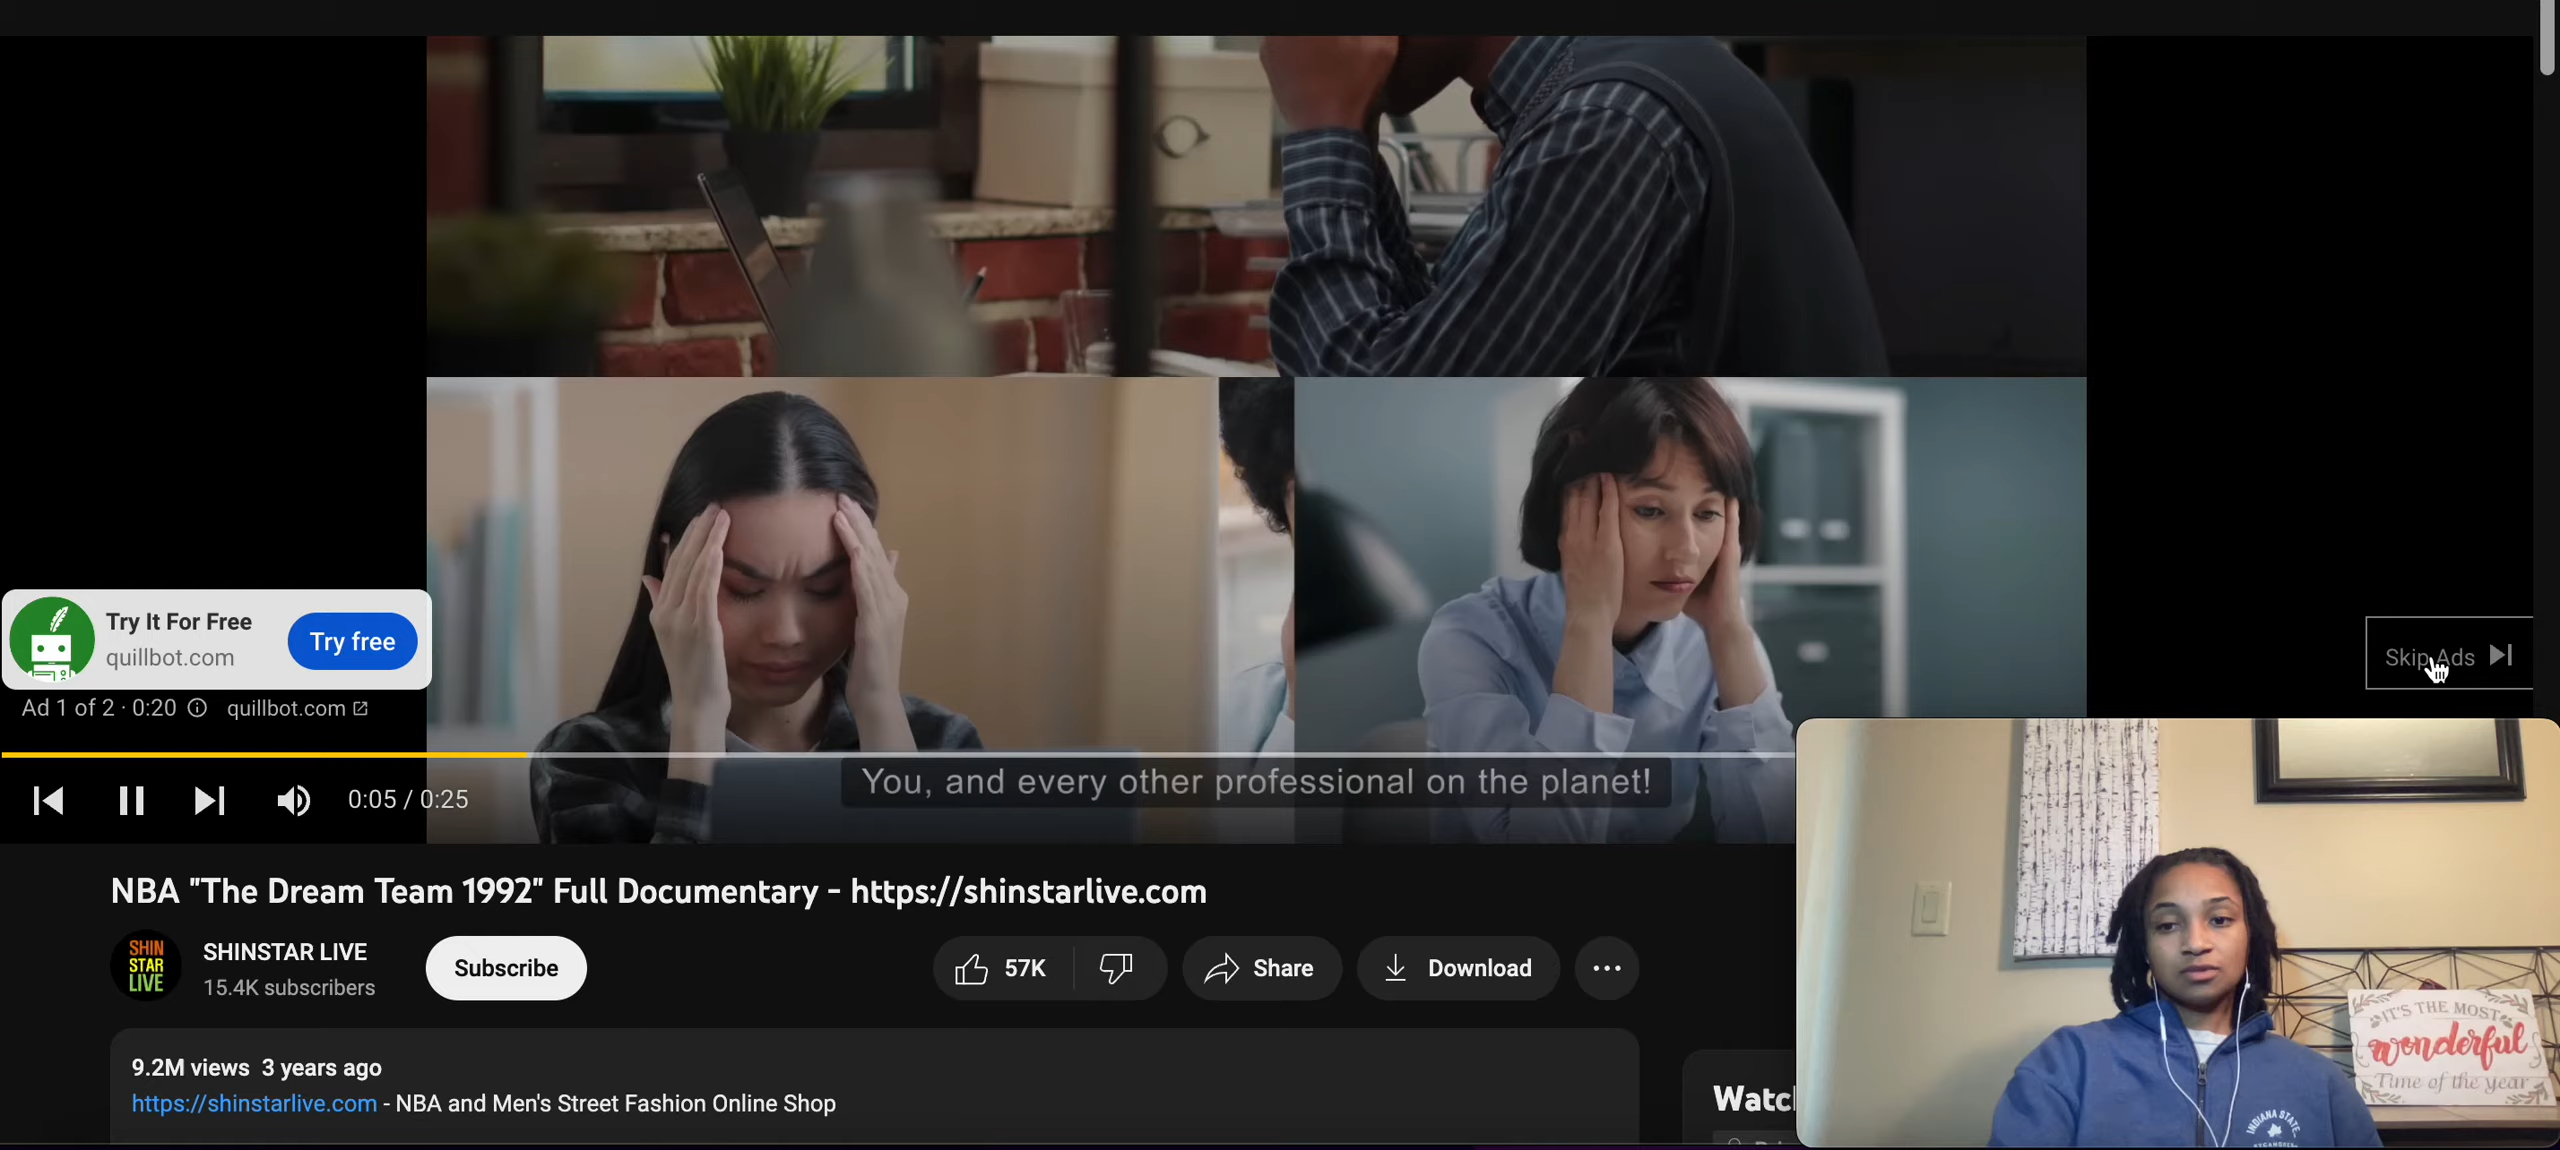 Try It For Free
quillbot.com
Try free
Skip Ads
Ad 1 of 2 · 0:20
quillbot.com
You, and every other professional on the planet!
0:05 / 0:25
NBA "The Dream Team 1992" Full Documentary - https://shinstarlive.com
SHIN
STAR
LIVE
SHINSTAR LIVE
15.4K subscribers
Subscribe
57K
Share
Download
9.2M views 3 years ago
https://shinstarlive.com - NBA and Men's Street Fashion Online Shop
IT'S THE MOST
wonderful
Time of the year
INDIANA STATE